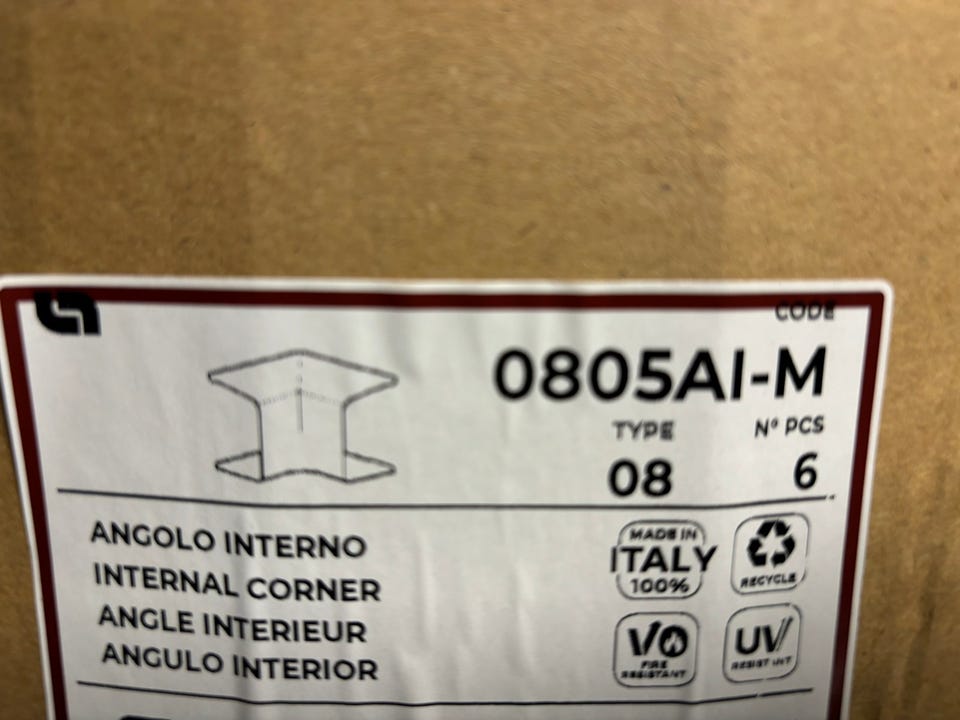 CODE
0805AI-M
TYPE
Nº PCS
08
6
ANGOLO INTERNO
INTERNAL CORNER
ANGLE INTERIEUR
ANGULO INTERIOR
MADE IN
ITALY
100%
RECYCLE
V0
FIRE
RESISTANT
UV
RESISTANT